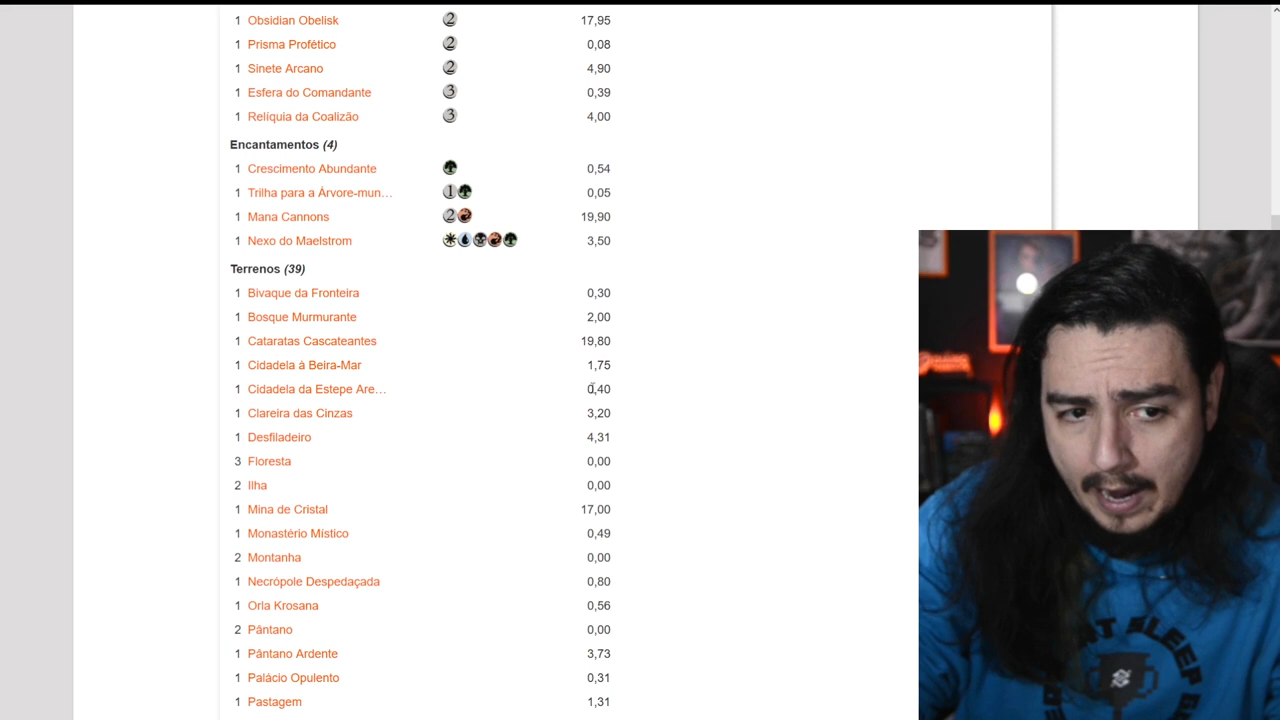 1 Obsidian Obelisk 2 17,95
1 Prisma Profético 2 0,08
1 Sinete Arcano 2 4,90
1 Esfera do Comandante 3 0,39
1 Relíquia da Coalizão 3 4,00
Encantamentos (4)
1 Crescimento Abundante 0,54
1 Trilha para a Árvore-mun… 1 0,05
1 Mana Cannons 2 19,90
1 Nexo do Maelstrom 3,50
Terrenos (39)
1 Bivaque da Fronteira 0,30
1 Bosque Murmurante 2,00
1 Cataratas Cascateantes 19,80
1 Cidadela à Beira-Mar 1,75
1 Cidadela da Estepe Are… 0,40
1 Clareira das Cinzas 3,20
1 Desfiladeiro 4,31
3 Floresta 0,00
2 Ilha 0,00
1 Mina de Cristal 17,00
1 Monastério Místico 0,49
2 Montanha 0,00
1 Necrópole Despedaçada 0,80
1 Orla Krosana 0,56
2 Pântano 0,00
1 Pântano Ardente 3,73
1 Palácio Opulento 0,31
1 Pastagem 1,31